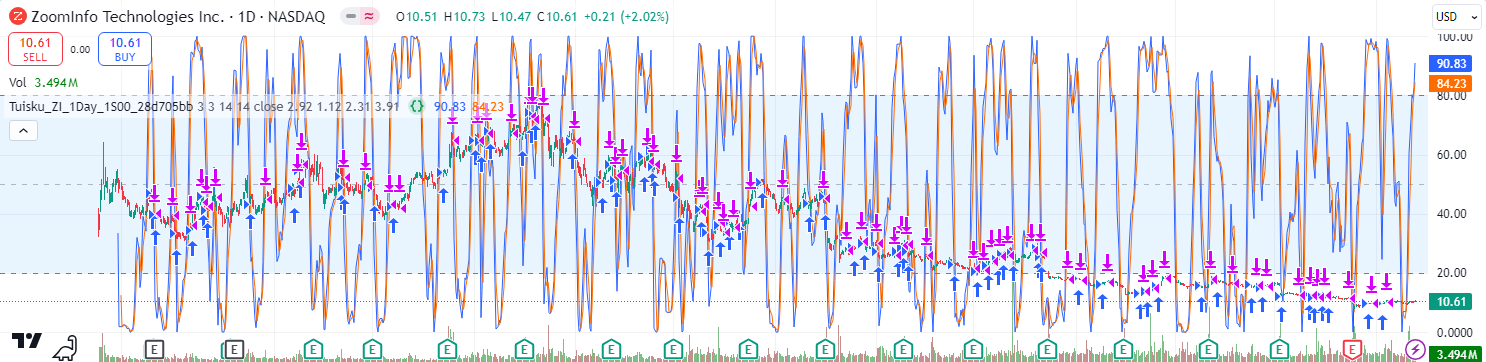 ZoomInfo Technologies Inc. · 1D · NASDAQ O10.51 H10.73 L10.47 C10.61 +0.21 (+2.02%) USD
10.61 SELL 0.00 10.61 BUY
Vol 3.494M
Tuisku_ZI_1Day_1S00_28d705bb 3 3 14 14 close 2.92 1.12 2.31 3.91 90.83 84.23
100.00
90.83
84.23
80.00
60.00
40.00
20.00
10.61
0.0000
3.494M
E E E E E E E E E E E E E E E E E